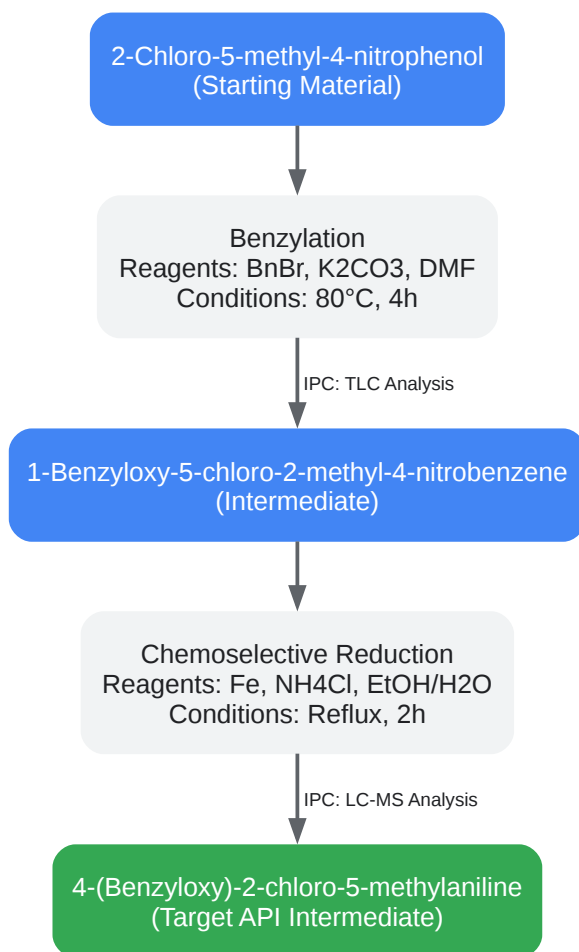 2-Chloro-5-methyl-4-nitrophenol
(Starting Material)
Benzylation
Reagents: BnBr, K2CO3, DMF
Conditions: 80°C, 4h
IPC: TLC Analysis
1-Benzyloxy-5-chloro-2-methyl-4-nitrobenzene
(Intermediate)
Chemoselective Reduction
Reagents: Fe, NH4Cl, EtOH/H2O
Conditions: Reflux, 2h
IPC: LC-MS Analysis
4-(Benzyloxy)-2-chloro-5-methylaniline
(Target API Intermediate)